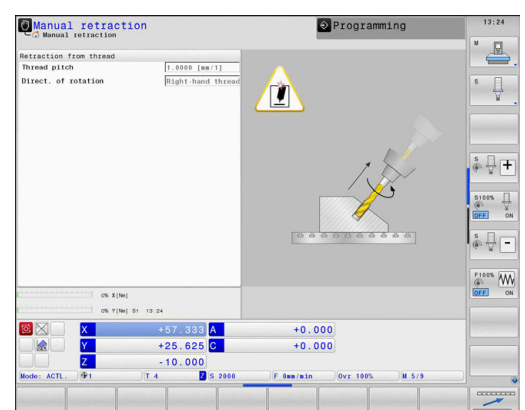 Manual retraction
Manual retraction
Programming
13:24
Retraction from thread
Thread pitch 1.0000 [mm/1]
Direct. of rotation Right-hand thread
M
S
S
+
S100%
OFF ON
S
-
F100%
OFF ON
0% X[Nm]
0% Y[Nm] S1 13:24
X +57.333 A +0.000
Y +25.625 C +0.000
Z -10.000
Mode: ACTL. 1 T 4 Z S 2000 F 0mm/min Ovr 100% M 5/9